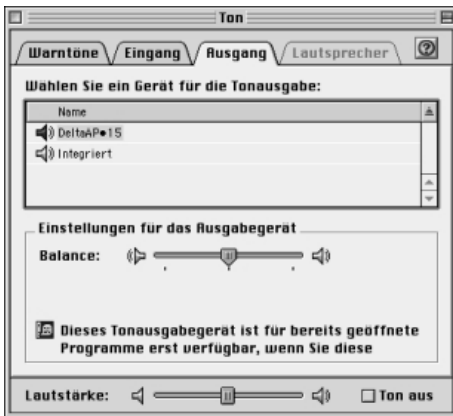 Ton
Warntöne Eingang Ausgang Lautsprecher ?
Wählen Sie ein Gerät für die Tonausgabe:
Name
DeltaAP•15
Integriert
Einstellungen für das Ausgabegerät
Balance:
Dieses Tonausgabegerät ist für bereits geöffnete
Programme erst verfügbar, wenn Sie diese
Lautstärke: Ton aus